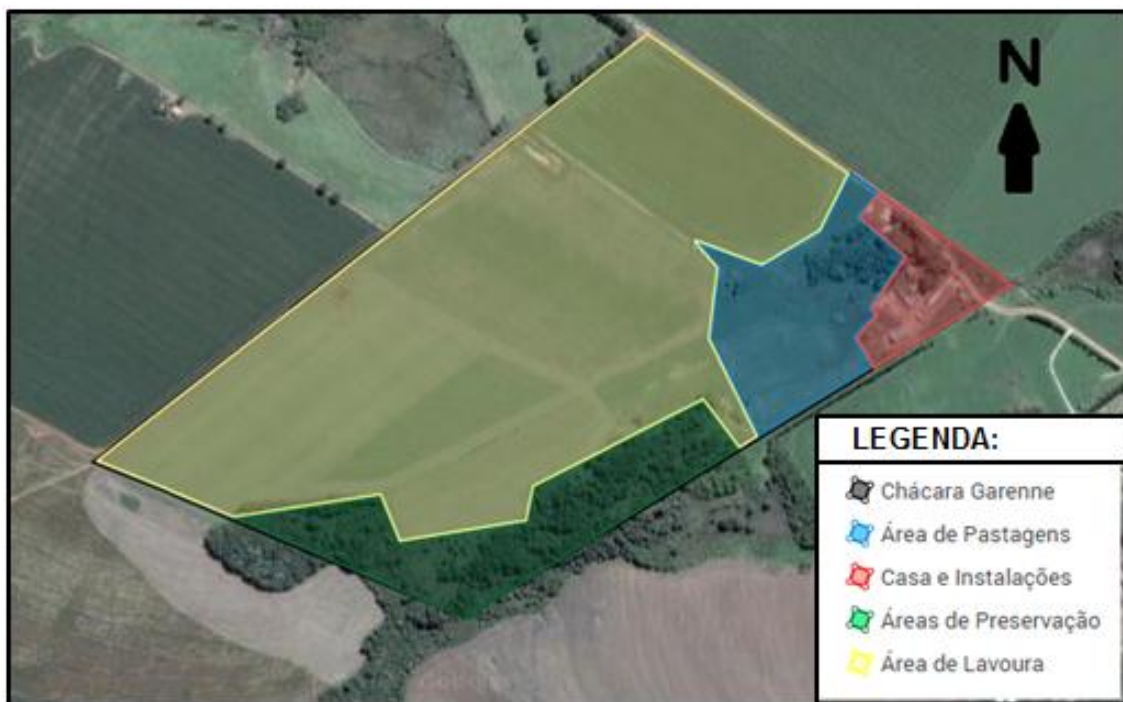 N
LEGENDA:
Chácara Garenne
Área de Pastagens
Casa e Instalações
Áreas de Preservação
Área de Lavoura